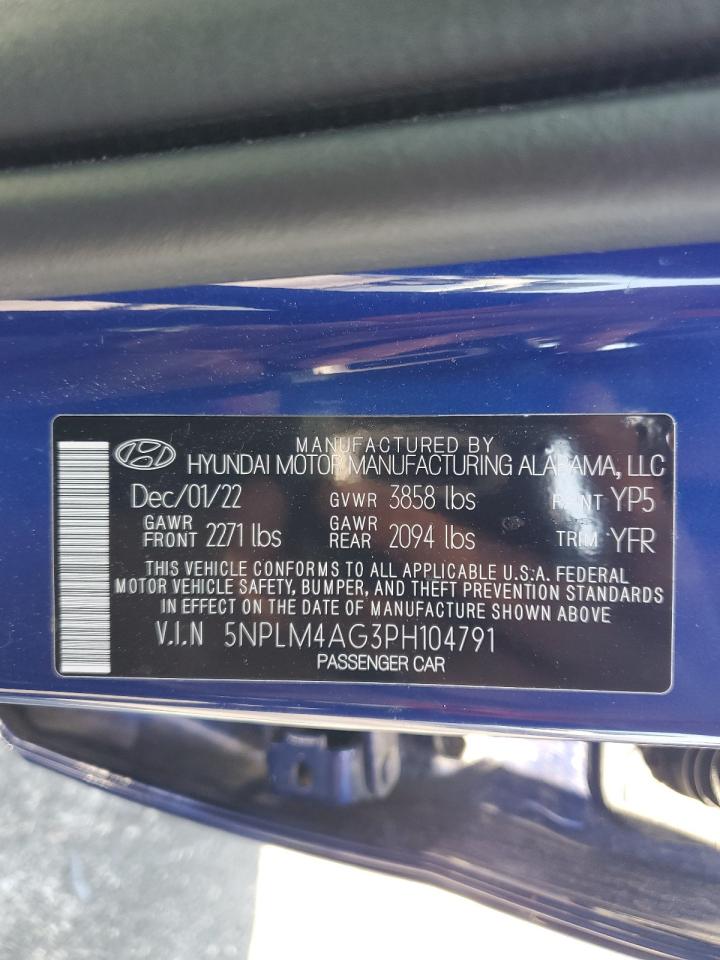 MANUFACTURED BY
HYUNDAI MOTOR MANUFACTURING ALABAMA, LLC
Dec/01/22 GVWR 3858 lbs PAINT YP5
GAWR FRONT 2271 lbs GAWR REAR 2094 lbs TRIM YFR
THIS VEHICLE CONFORMS TO ALL APPLICABLE U.S.A. FEDERAL
MOTOR VEHICLE SAFETY, BUMPER, AND THEFT PREVENTION STANDARDS
IN EFFECT ON THE DATE OF MANUFACTURE SHOWN ABOVE.
V.I.N 5NPLM4AG3PH104791
PASSENGER CAR